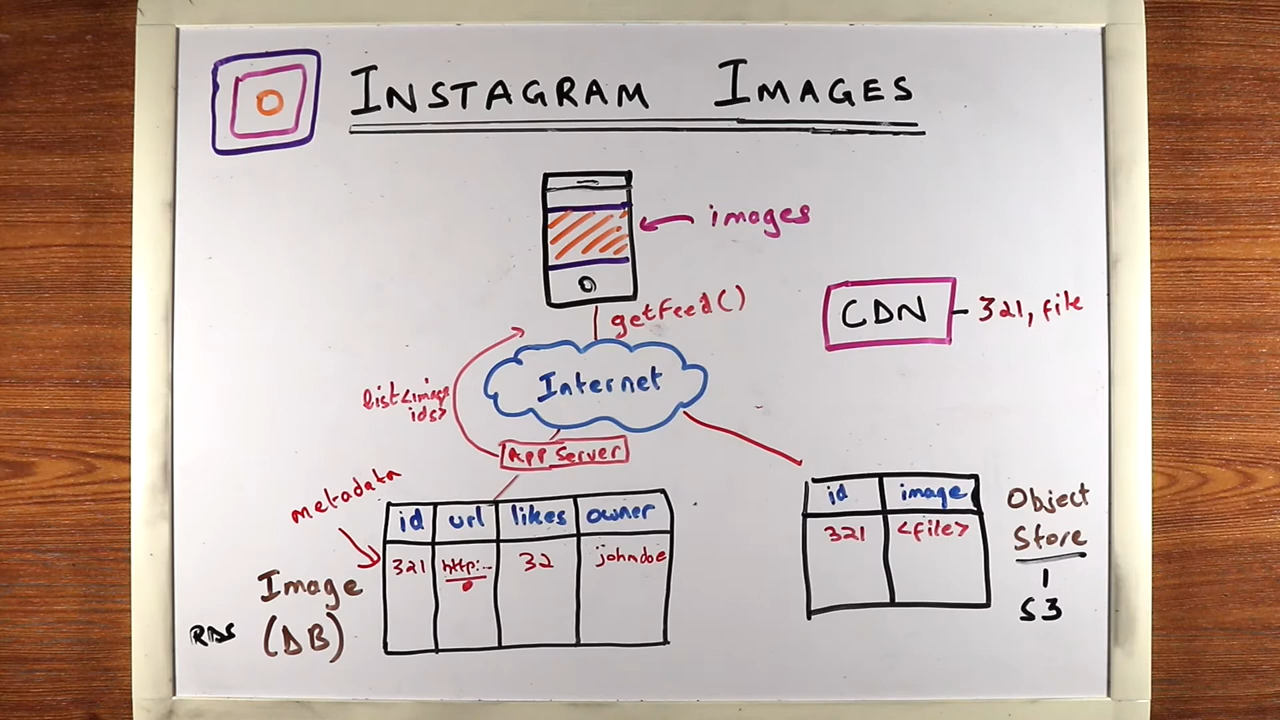 INSTAGRAM IMAGES
images
getFeed()
CDN - 321, file
Internet
list<image
ids>
App Server
metadata
id url likes owner
321 http:-- 32 johndoe
Image
(DB)
RDS
id image
321 <file>
Object
Store
S3